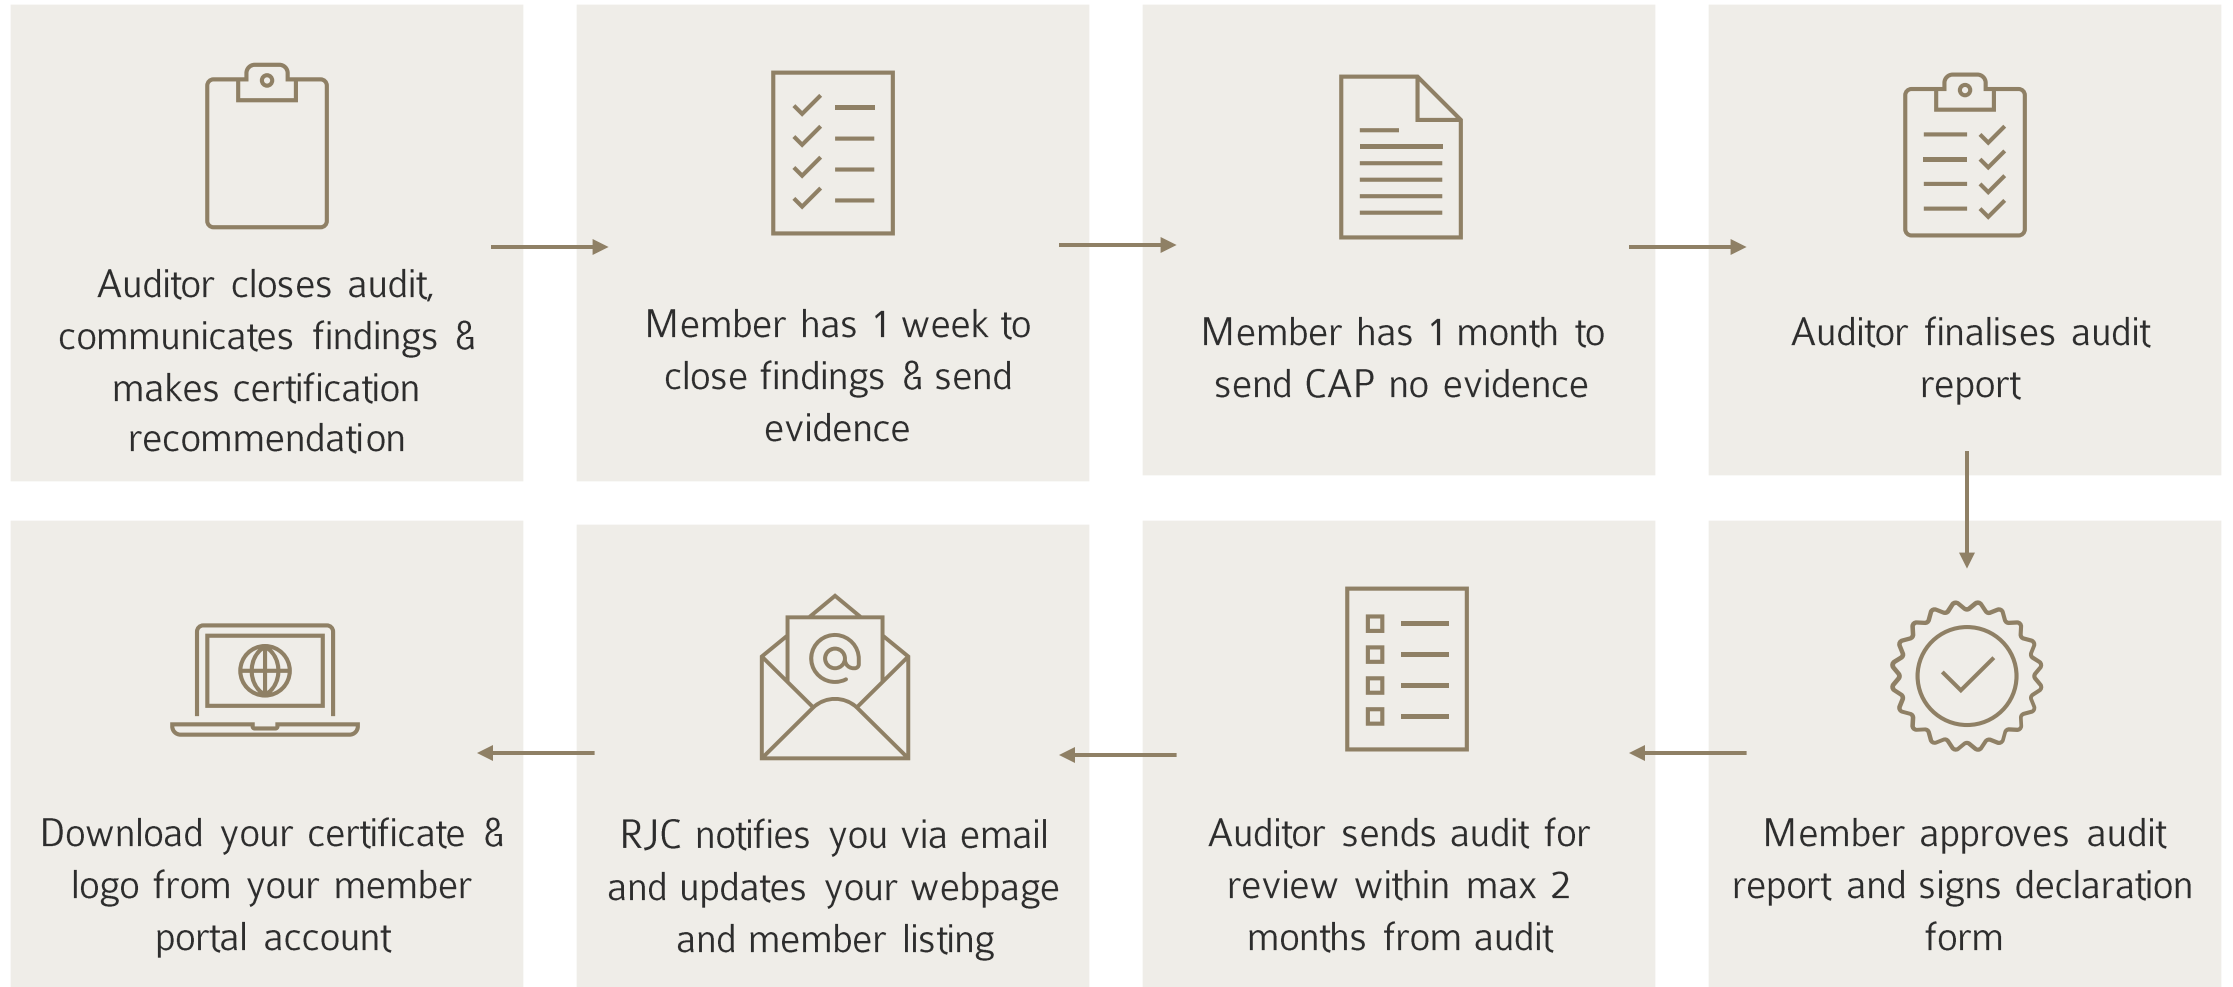 Auditor closes audit,
communicates findings &
makes certification
recommendation
Member has 1 week to
close findings & send
evidence
Member has 1 month to
send CAP no evidence
Auditor finalises audit
report
Member approves audit
report and signs declaration
form
Auditor sends audit for
review within max 2
months from audit
RJC notifies you via email
and updates your webpage
and member listing
Download your certificate &
logo from your member
portal account